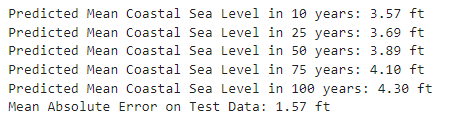 Predicted Mean Coastal Sea Level in 10 years: 3.57 ft
Predicted Mean Coastal Sea Level in 25 years: 3.69 ft
Predicted Mean Coastal Sea Level in 50 years: 3.89 ft
Predicted Mean Coastal Sea Level in 75 years: 4.10 ft
Predicted Mean Coastal Sea Level in 100 years: 4.30 ft
Mean Absolute Error on Test Data: 1.57 ft